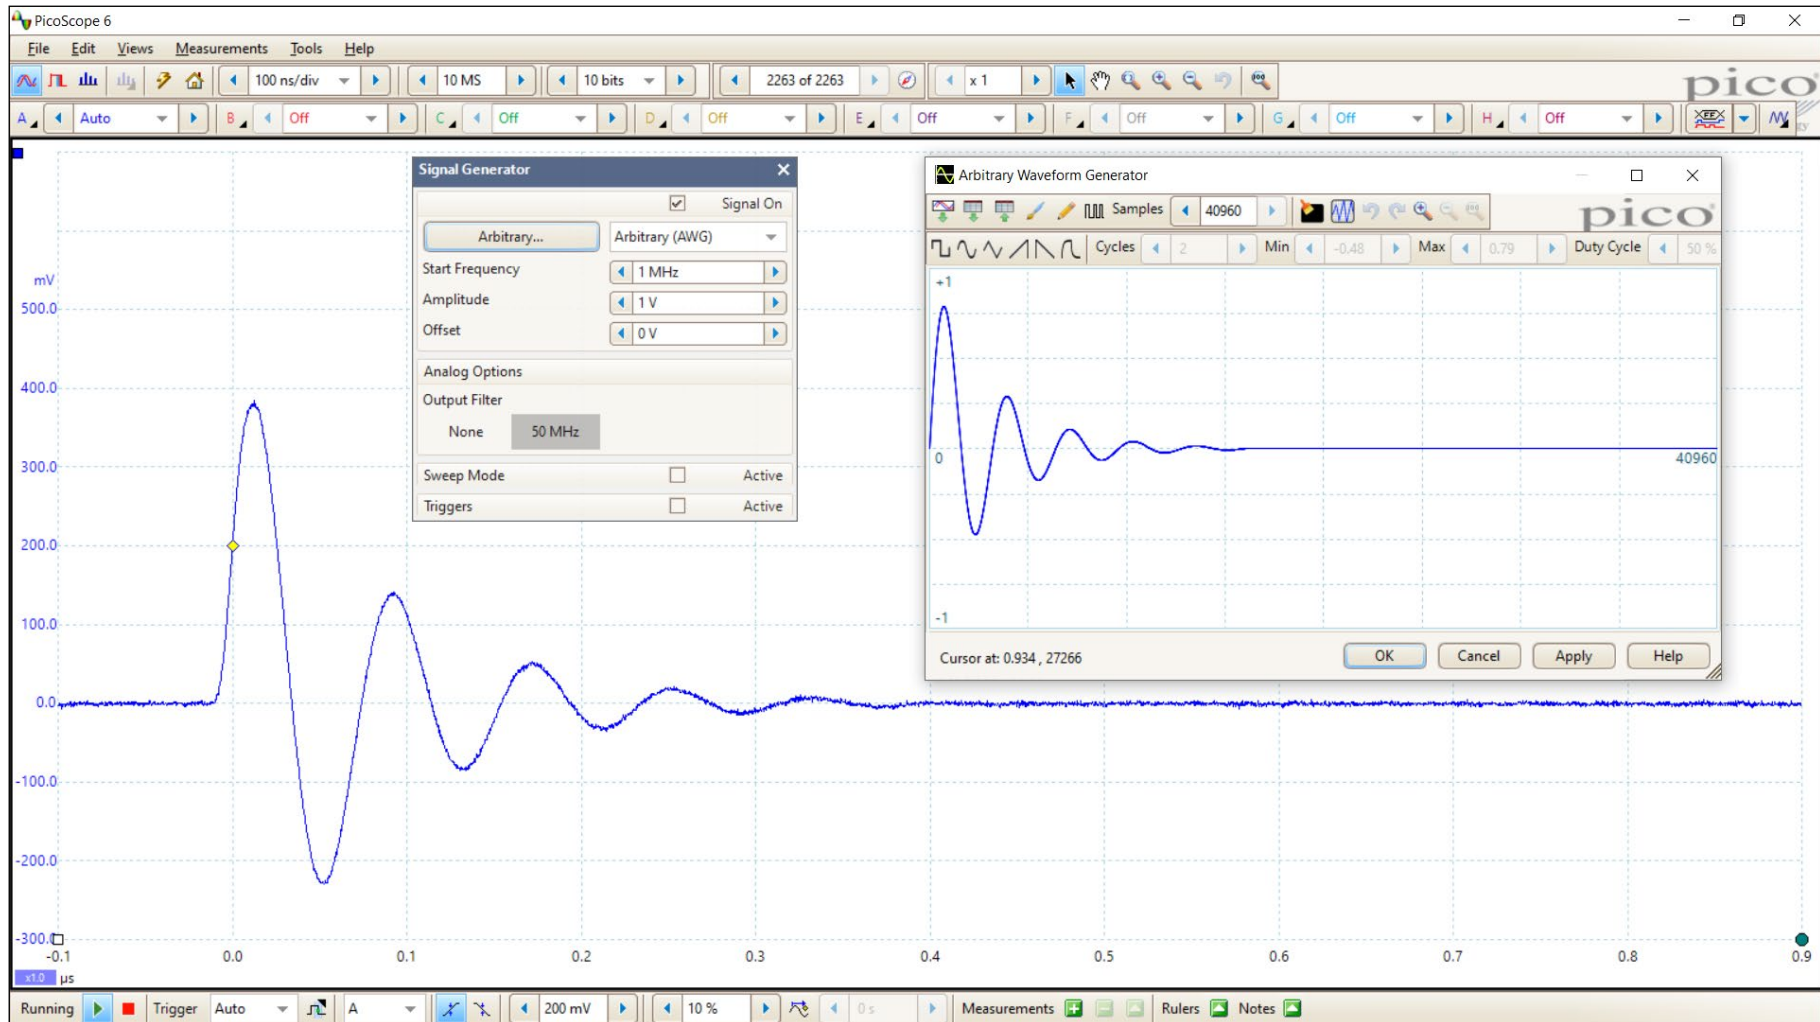 PicoScope 6
File Edit Views Measurements Tools Help
100 ns/div 10 MS 10 bits 2263 of 2263 x 1
pico
A Auto B Off C Off D Off E Off F Off G Off H Off
Signal Generator
Signal On
Arbitrary... Arbitrary (AWG)
Start Frequency 1 MHz
Amplitude 1 V
Offset 0 V
Analog Options
Output Filter
None 50 MHz
Sweep Mode Active
Triggers Active
Arbitrary Waveform Generator
Samples 40960
pico
Cycles 2 Min -0.48 Max 0.79 Duty Cycle 50 %
+1
0 40960
-1
Cursor at: 0.934 , 27266
OK Cancel Apply Help
mV
500.0
400.0
300.0
200.0
100.0
0.0
-100.0
-200.0
-300.0
-0.1 0.0 0.1 0.2 0.3 0.4 0.5 0.6 0.7 0.8 0.9
x1.0 µs
Running Trigger Auto A 200 mV 10 % 0 s Measurements Rulers Notes